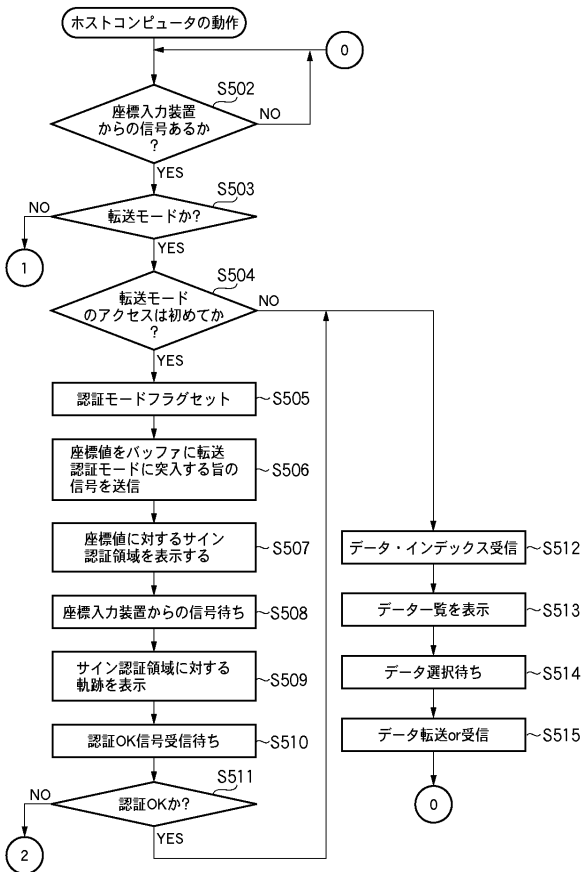 ホストコンピュータの動作
0
S502
座標入力装置
からの信号あるか
?
NO
YES
S503
転送モードか?
NO
YES
1
S504
転送モード
のアクセスは初めてか
?
NO
YES
認証モードフラグセット
S505
座標値をバッファに転送
認証モードに突入する旨の
信号を送信
S506
座標値に対するサイン
認証領域を表示する
S507
座標入力装置からの信号待ち
S508
サイン認証領域に対する
軌跡を表示
S509
認証OK信号受信待ち
S510
S511
認証OKか?
NO
YES
2
データ・インデックス受信
S512
データ一覧を表示
S513
データ選択待ち
S514
データ転送or受信
S515
0